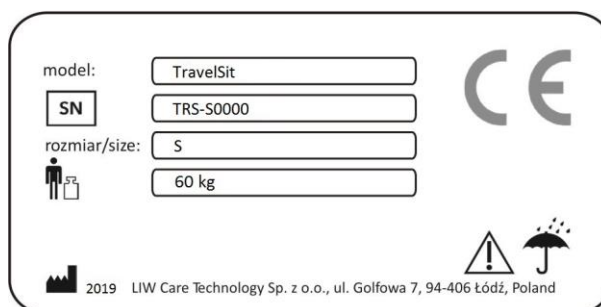 model: TravelSit
SN TRS-S0000
rozmiar/size: S
60 kg
CE
2019 LIW Care Technology Sp. z o.o., ul. Golfowa 7, 94-406 Łódź, Poland